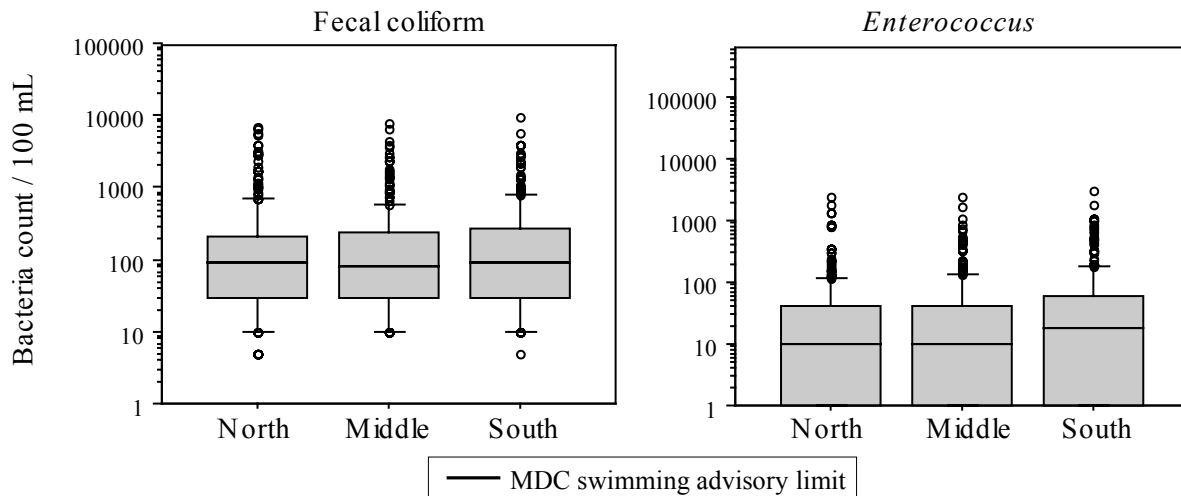 Fecal coliform
Enterococcus
Bacteria count / 100 mL
100000
10000
1000
100
10
1
North Middle South
100000
10000
1000
100
10
1
North Middle South
MDC swimming advisory limit